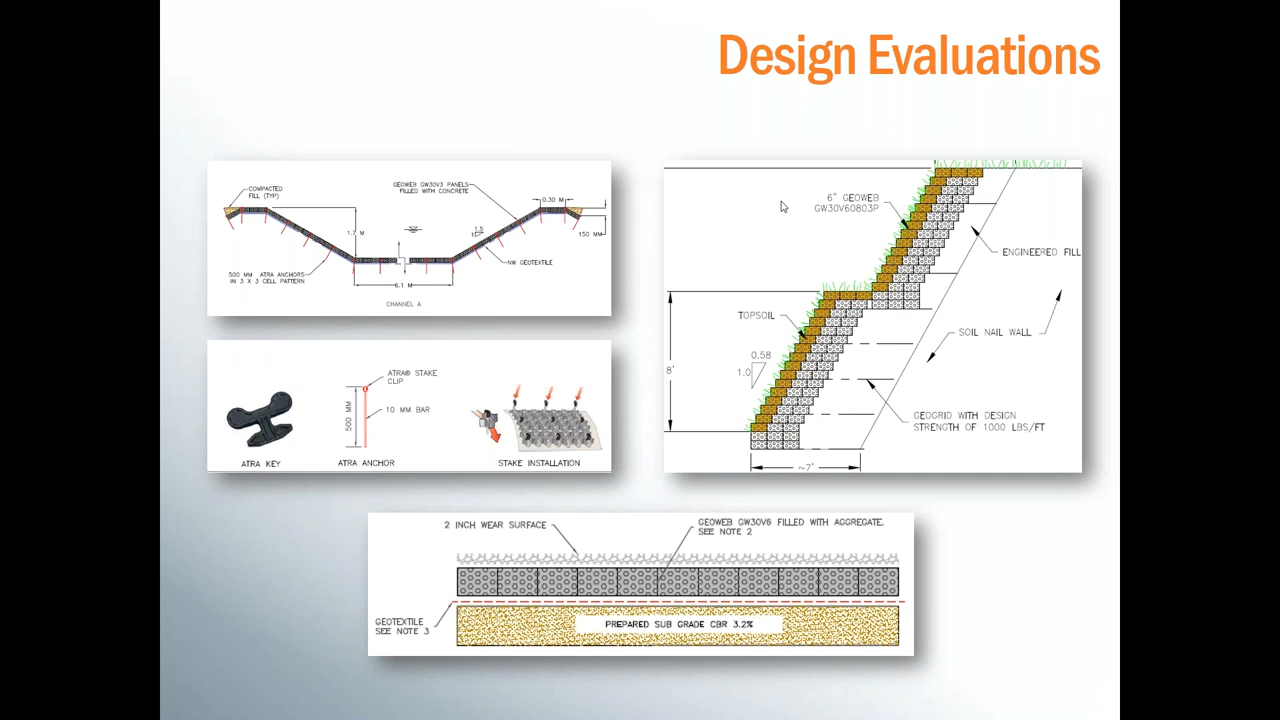 Design Evaluations
COMPACTED
FILL (TYP)
GEOWEB GW30V3 PANELS
FILLED WITH CONCRETE
0.30 M
1.7 M
1.5
1
150 MM
NW GEOTEXTILE
500 MM ATRA ANCHORS
IN 3 X 3 CELL PATTERN
6.1 M
CHANNEL A
ATRA® STAKE
CLIP
500 MM
10 MM BAR
ATRA KEY
ATRA ANCHOR
STAKE INSTALLATION
6" GEOWEB
GW30V60803P
ENGINEERED FILL
TOPSOIL
SOIL NAIL WALL
0.58
1.0
8'
GEOGRID WITH DESIGN
STRENGTH OF 1000 LBS/FT
~7'
2 INCH WEAR SURFACE
GEOWEB GW30V6 FILLED WITH AGGREGATE.
SEE NOTE 2
GEOTEXTILE
SEE NOTE 3
PREPARED SUB GRADE CBR 3.2%